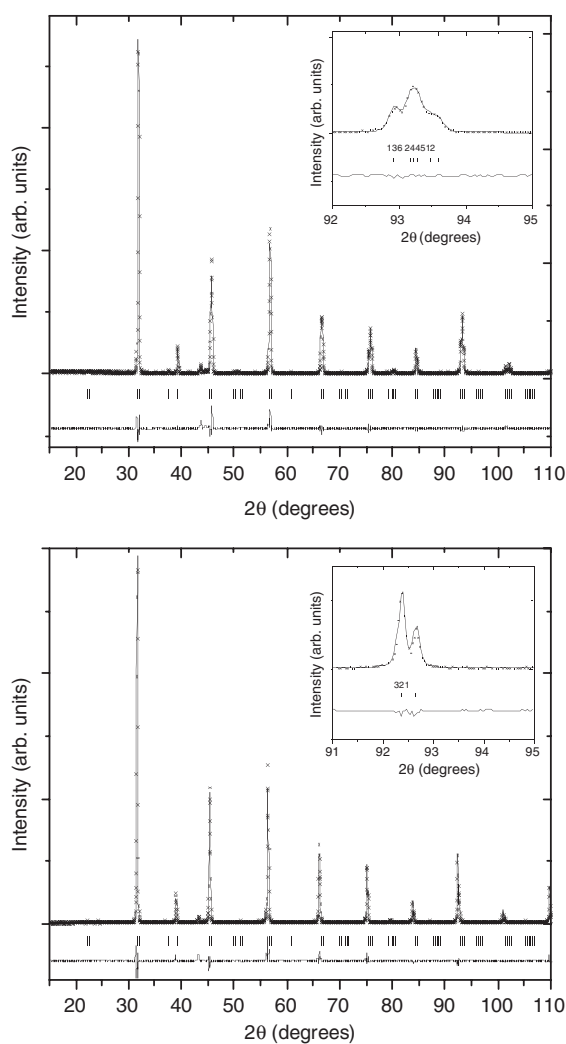 Intensity (arb. units)
Intensity (arb. units)
136 244512
92 93 94 95
2θ (degrees)
20 30 40 50 60 70 80 90 100 110
2θ (degrees)
Intensity (arb. units)
Intensity (arb. units)
321
91 92 93 94 95
2θ (degrees)
20 30 40 50 60 70 80 90 100 110
2θ (degrees)